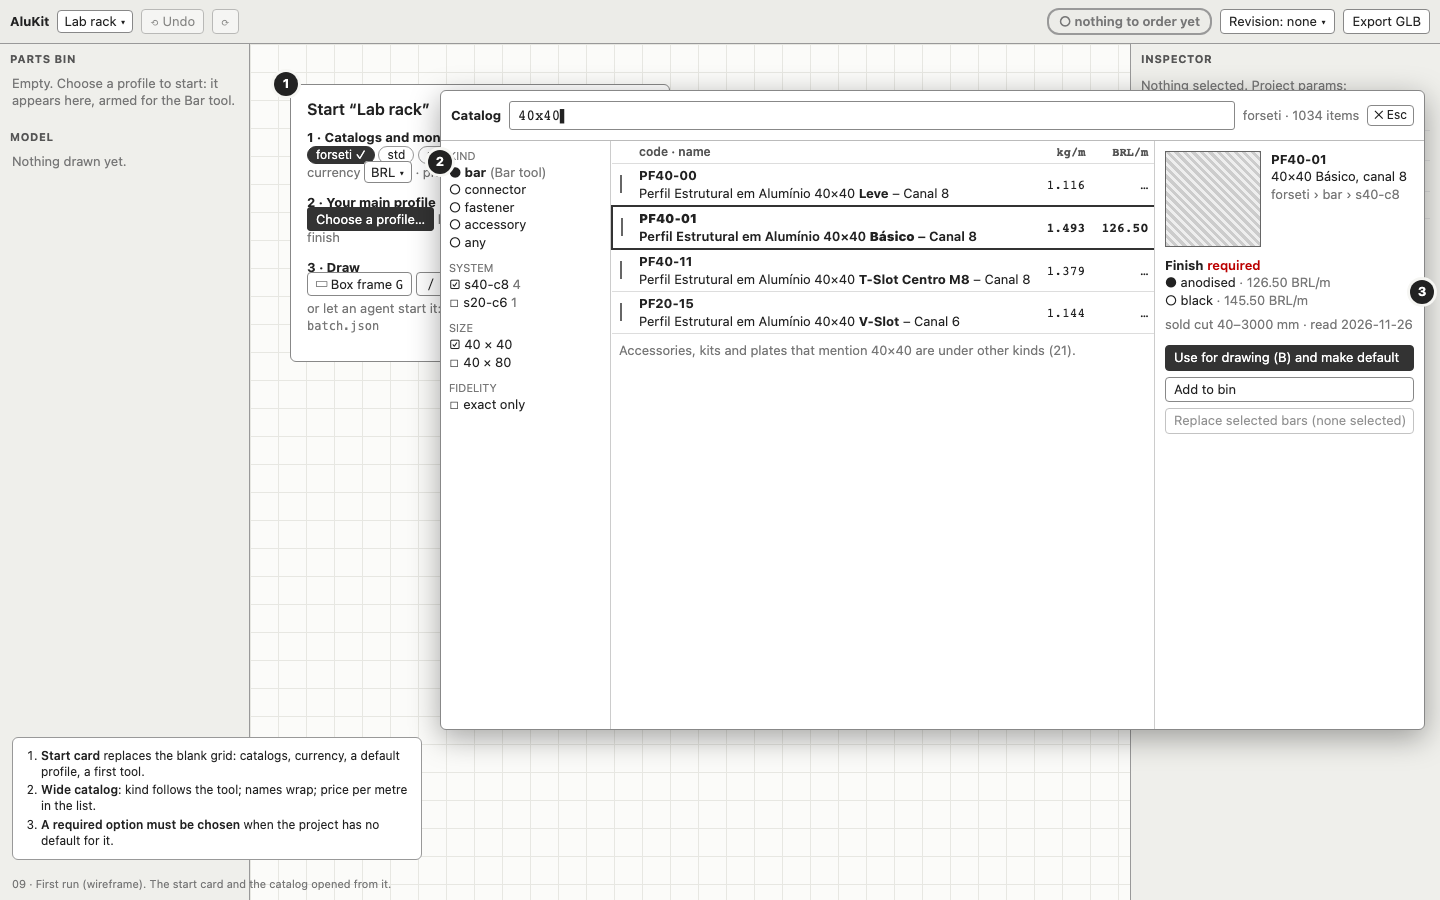 AluKit Lab rack ▾ Undo nothing to order yet Revision: none ▾ Export GLB
PARTS BIN
Empty. Choose a profile to start: it
appears here, armed for the Bar tool.
MODEL
Nothing drawn yet.
1
Start “Lab rack”
1 · Catalogs and mon
forseti ✓ std
currency BRL ▾ · p
2 · Your main profile
Choose a profile…
finish
3 · Draw
Box frame G /
or let an agent start it:
batch.json
INSPECTOR
Nothing selected. Project params:
Catalog 40x40 forseti · 1034 items ✕ Esc
2
KIND
bar (Bar tool)
connector
fastener
accessory
any
SYSTEM
s40-c8 4
s20-c6 1
SIZE
40 × 40
40 × 80
FIDELITY
exact only
code · name kg/m BRL/m
PF40-00
Perfil Estrutural em Alumínio 40×40 Leve – Canal 8 1.116 …
PF40-01
Perfil Estrutural em Alumínio 40×40 Básico – Canal 8 1.493 126.50
PF40-11
Perfil Estrutural em Alumínio 40×40 T-Slot Centro M8 – Canal 8 1.379 …
PF20-15
Perfil Estrutural em Alumínio 40×40 V-Slot – Canal 6 1.144 …
Accessories, kits and plates that mention 40×40 are under other kinds (21).
PF40-01
40×40 Básico, canal 8
forseti › bar › s40-c8
Finish required
anodised · 126.50 BRL/m
black · 145.50 BRL/m
3
sold cut 40–3000 mm · read 2026-11-26
Use for drawing (B) and make default
Add to bin
Replace selected bars (none selected)
1. Start card replaces the blank grid: catalogs, currency, a default
profile, a first tool.
2. Wide catalog: kind follows the tool; names wrap; price per metre
in the list.
3. A required option must be chosen when the project has no
default for it.
09 · First run (wireframe). The start card and the catalog opened from it.